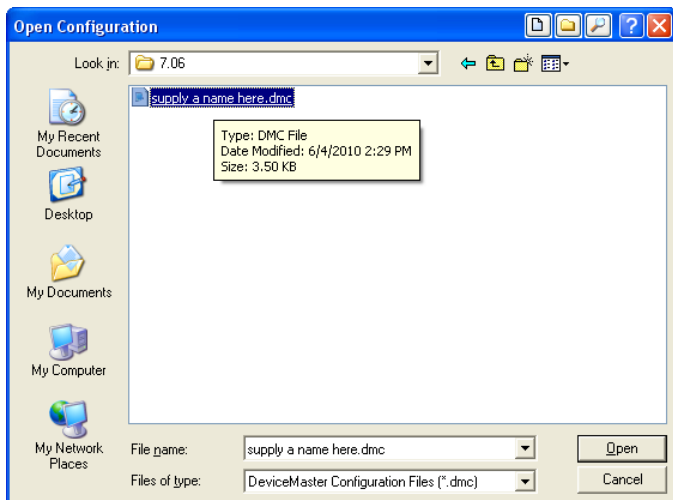 Open Configuration
Look in: 7.06
supply a name here.dmc
Type: DMC File
Date Modified: 6/4/2010 2:29 PM
Size: 3.50 KB
My Recent
Documents
Desktop
My Documents
My Computer
My Network
Places
File name: supply a name here.dmc Open
Files of type: DeviceMaster Configuration Files (*.dmc) Cancel